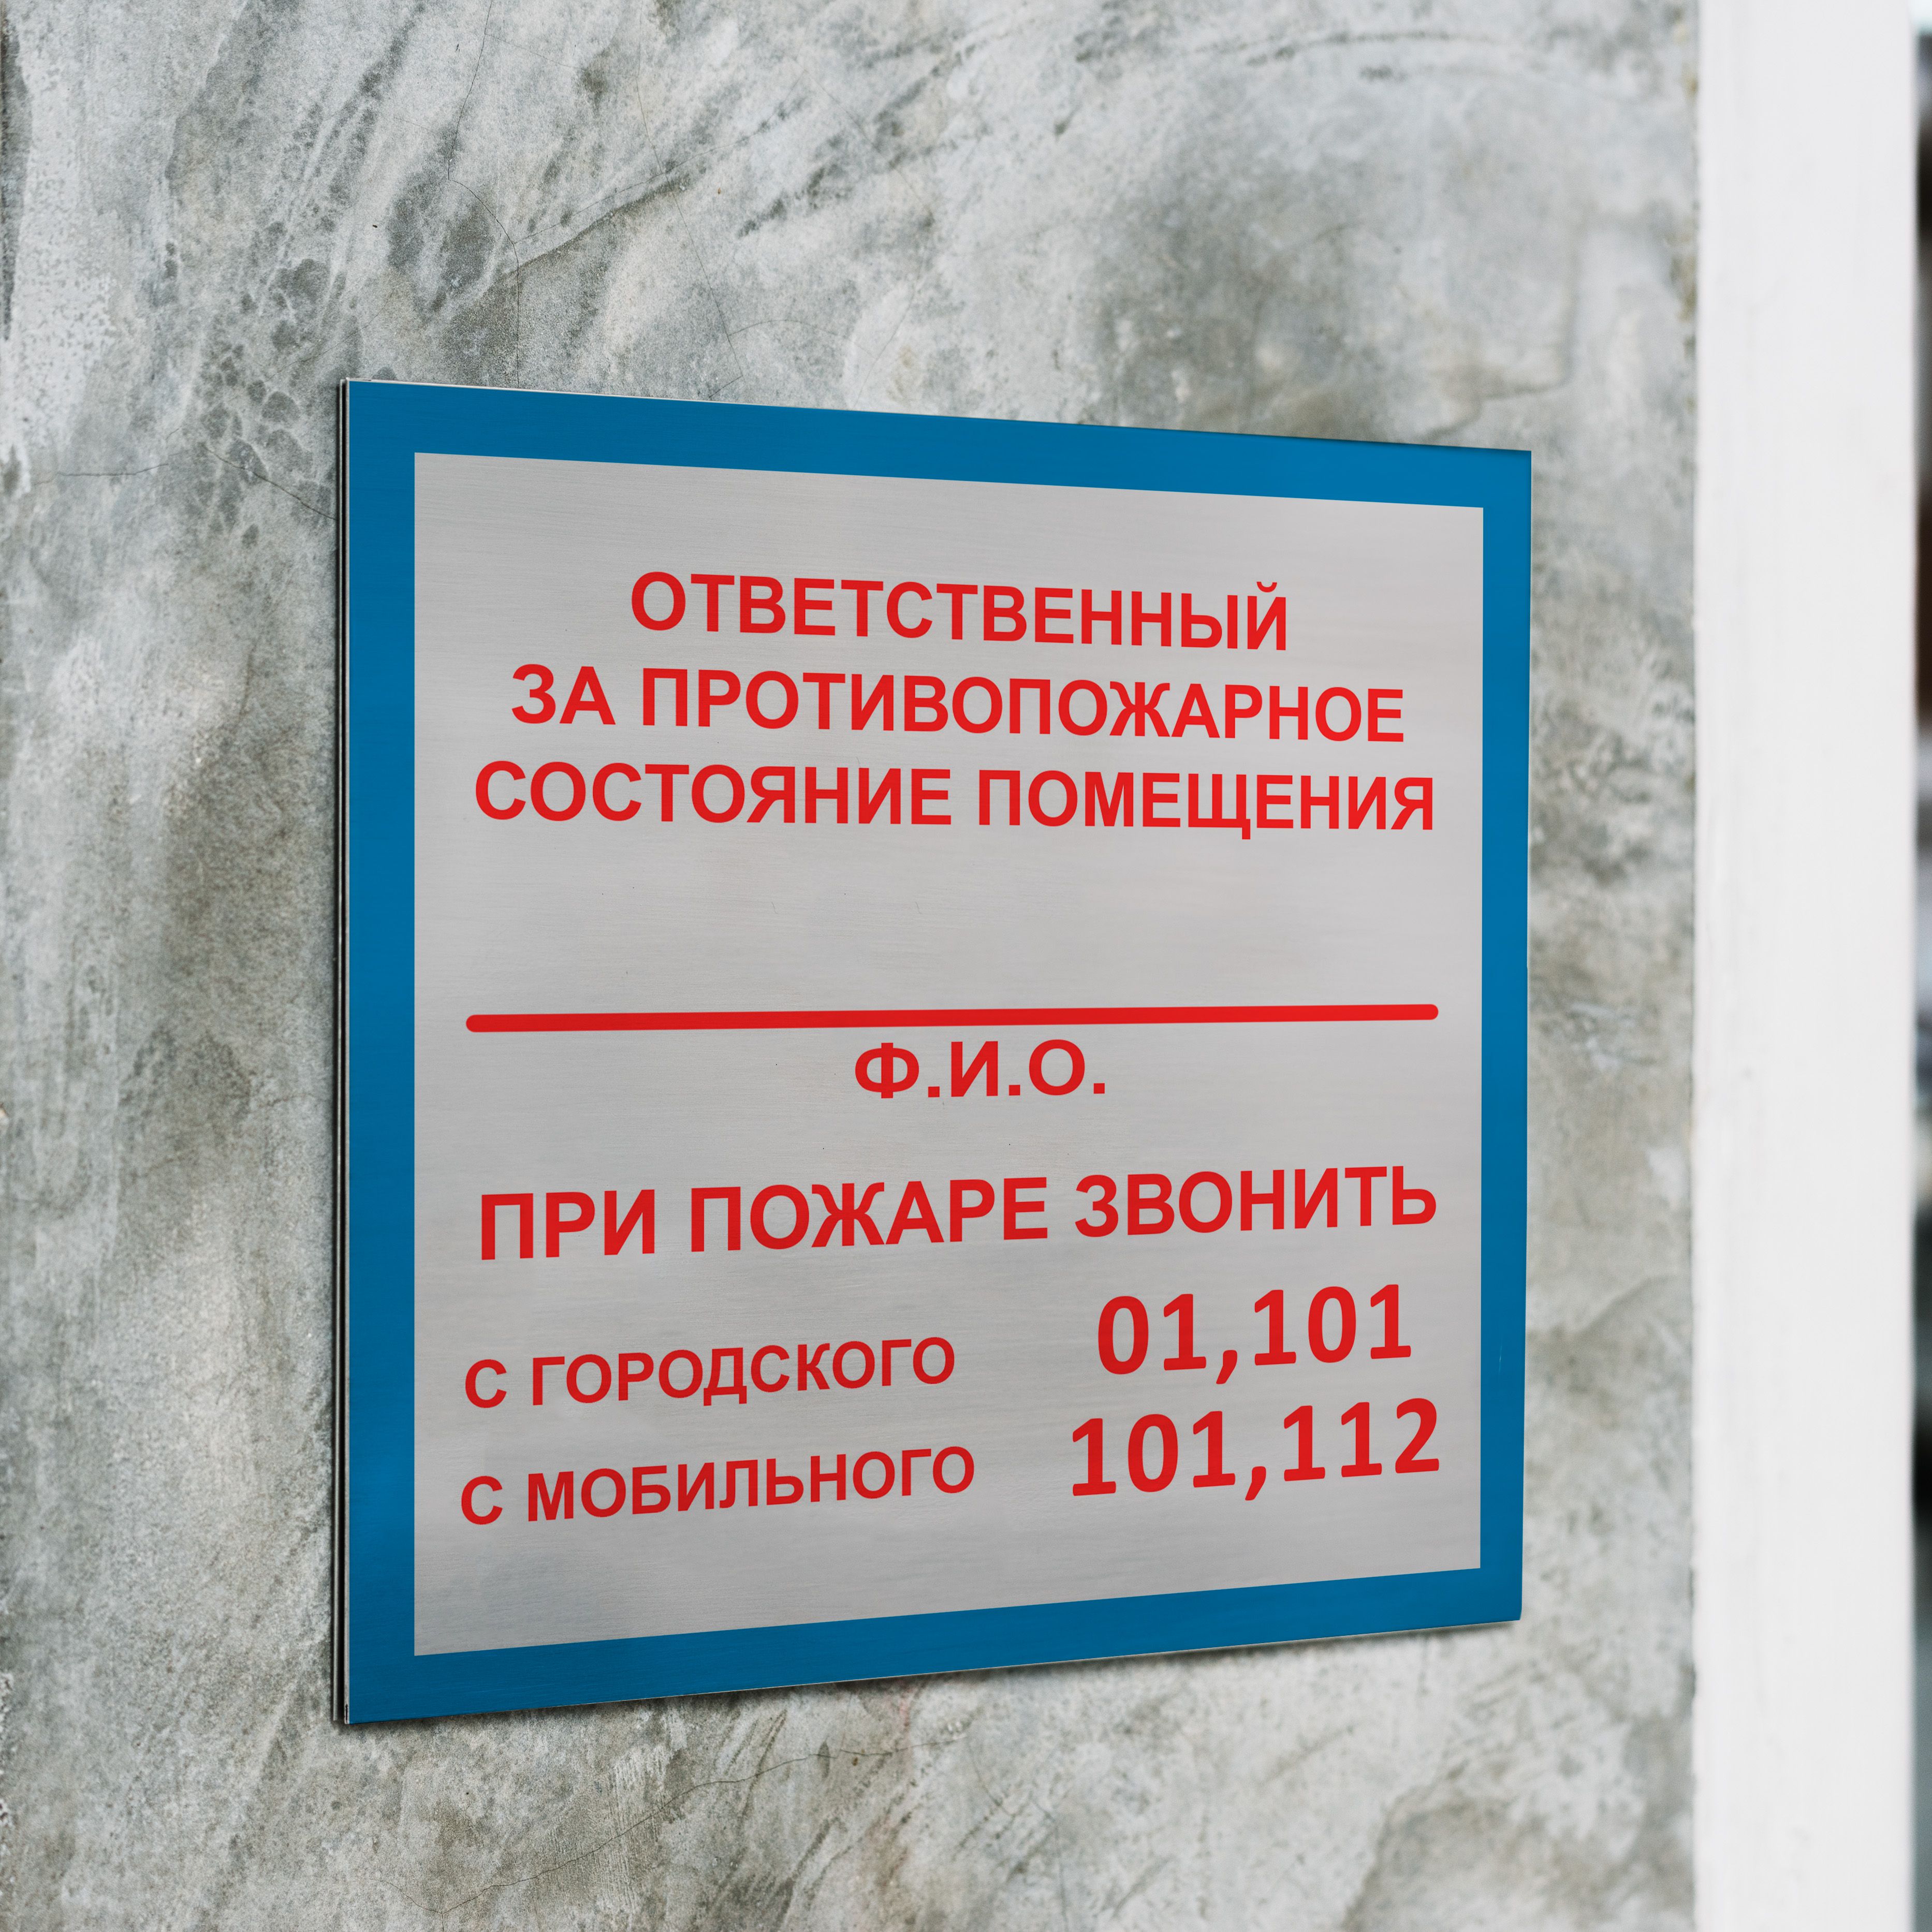 ОТВЕТСТВЕННЫЙ
ЗА ПРОТИВОПОЖАРНОЕ
СОСТОЯНИЕ ПОМЕЩЕНИЯ
Ф.И.О.
ПРИ ПОЖАРЕ ЗВОНИТЬ
С ГОРОДСКОГО 01,101
С МОБИЛЬНОГО 101,112